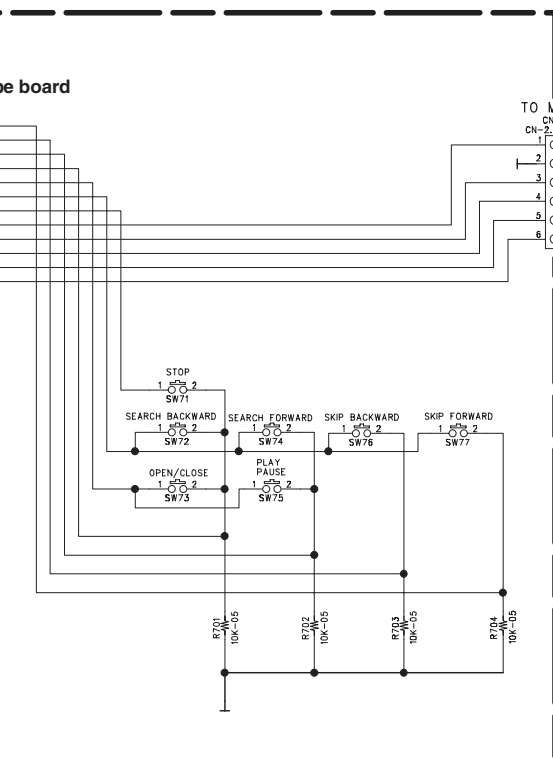 board
TO
CN-2.
1
2
3
4
5
6
STOP
1 2
SW71
SEARCH BACKWARD
1 2
SW72
SEARCH FORWARD
1 2
SW74
SKIP BACKWARD
1 2
SW76
SKIP FORWARD
1 2
SW77
OPEN/CLOSE
1 2
SW73
PLAY
PAUSE
1 2
SW75
R701
10K-05
R702
10K-05
R703
10K-05
R704
10K-05